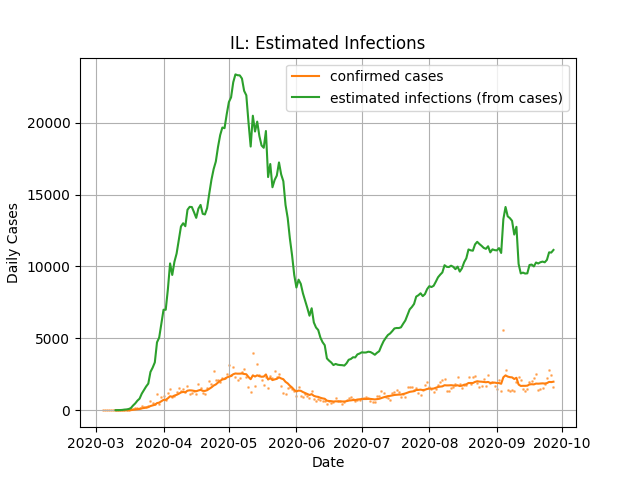 IL: Estimated Infections
confirmed cases
estimated infections (from cases)
Daily Cases
20000
15000
10000
5000
0
2020-03 2020-04 2020-05 2020-06 2020-07 2020-08 2020-09 2020-10
Date